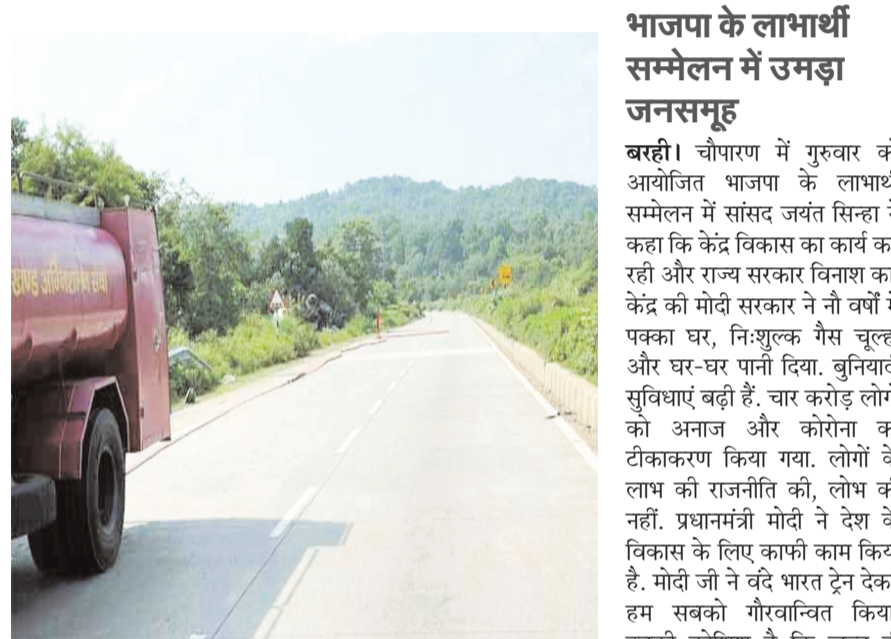 खण्ड अग्निशमन सेवा
भाजपा के लाभार्थी
सम्मेलन में उमड़ा
जनसमूह
बरही। चौपारण में गुरुवार
आयोजित भाजपा के
सम्मेलन में सांसद जयंत सिन्हा
कहा कि केंद्र विकास का कार्य
रही और राज्य सरकार विनाश
केंद्र की मोदी सरकार ने नौ वर्षों
पक्का घर, निःशुल्क गैस
और घर-घर पानी दिया.
सुविधाएं बढ़ी हैं. चार करोड़
को अनाज और कोरोना
टीकाकरण किया गया. लोगों
लाभ की राजनीति की, लोभ
नहीं. प्रधानमंत्री मोदी ने देश
विकास के लिए काफी काम
है. मोदी जी ने वंदे भारत ट्रेन
हम सबको गौरवान्वित